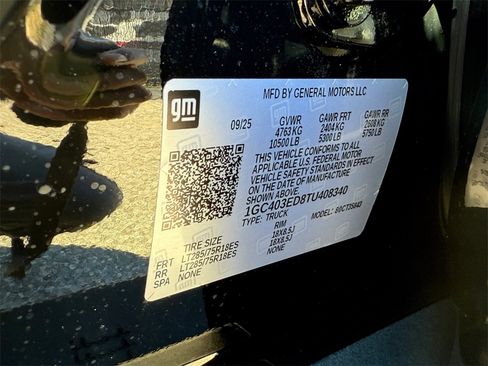 gm
MFD BY GENERAL MOTORS LLC
09/25 GVWR GAWR FRT GAWR RR
4763 KG 2404 KG 2608 KG
10500 LB 5300 LB 5750 LB
THIS VEHICLE CONFORMS TO ALL
APPLICABLE U.S. FEDERAL MOTOR
VEHICLE SAFETY STANDARDS IN EFFECT
ON THE DATE OF MANUFACTURE.
1GC403ED8TU408340
TYPE: TRUCK MODEL:
TIRE SIZE RIM
FRT LT285/75R18ES 18X8.5J
RR LT285/75R18ES 18X8.5J
SPA NONE NONE